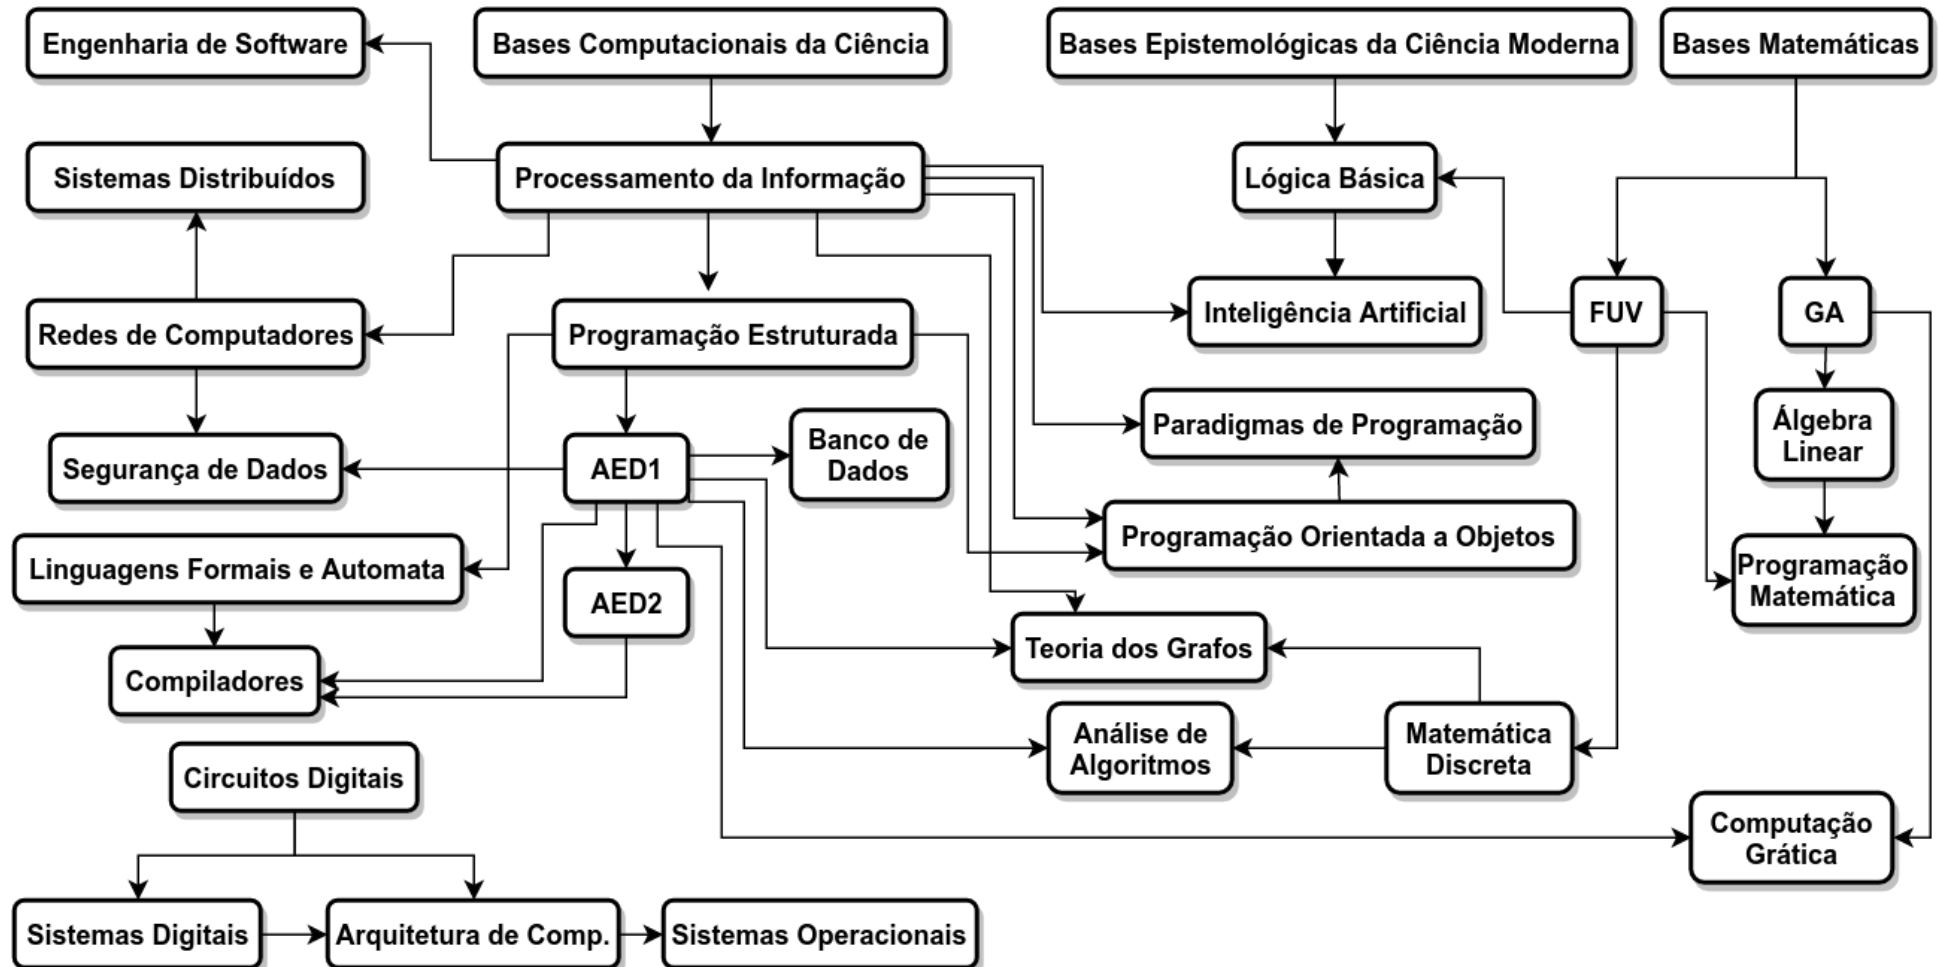 Engenharia de Software
Bases Computacionais da Ciência
Bases Epistemológicas da Ciência Moderna
Bases Matemáticas
Sistemas Distribuídos
Processamento da Informação
Lógica Básica
Inteligência Artificial
FUV
GA
Redes de Computadores
Programação Estruturada
Paradigmas de Programação
Álgebra
Linear
Segurança de Dados
AED1
Banco de
Dados
Programação Orientada a Objetos
Linguagens Formais e Automata
AED2
Programação
Matemática
Teoria dos Grafos
Compiladores
Análise de
Algoritmos
Matemática
Discreta
Circuitos Digitais
Computação
Grática
Sistemas Digitais
Arquitetura de Comp.
Sistemas Operacionais